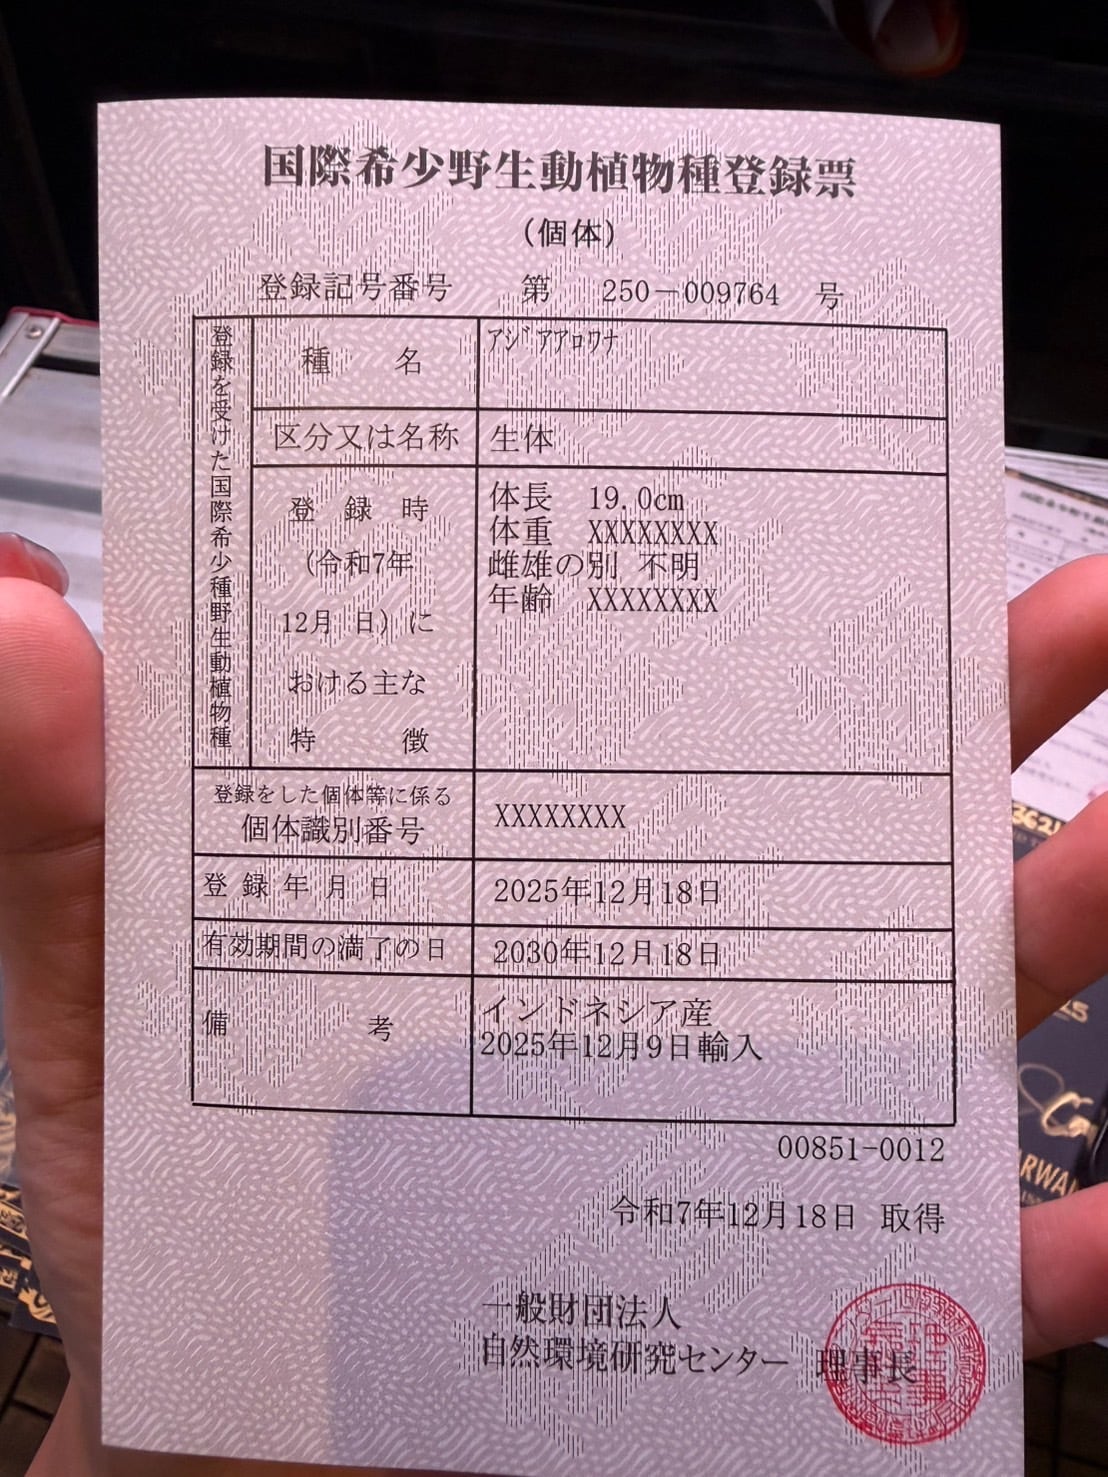 国際希少野生動植物種登録票
(個体)
登録記号番号 第 250－009764 号
登録を受けた国際希少種野生動植物種
種 名 ｱｼﾞｱｱﾛﾜﾅ
区分又は名称 生体
登録時
(令和7年
12月 日)に
おける主な
特 徴
体長 19.0cm
体重 XXXXXXXX
雌雄の別 不明
年齢 XXXXXXXX
登録をした個体等に係る
個体識別番号 XXXXXXXX
登録年月日 2025年12月18日
有効期間の満了の日 2030年12月18日
備 考
インドネシア産
2025年12月9日輸入
00851-0012
令和7年12月18日 取得
一般財団法人
自然環境研究センター 理事長